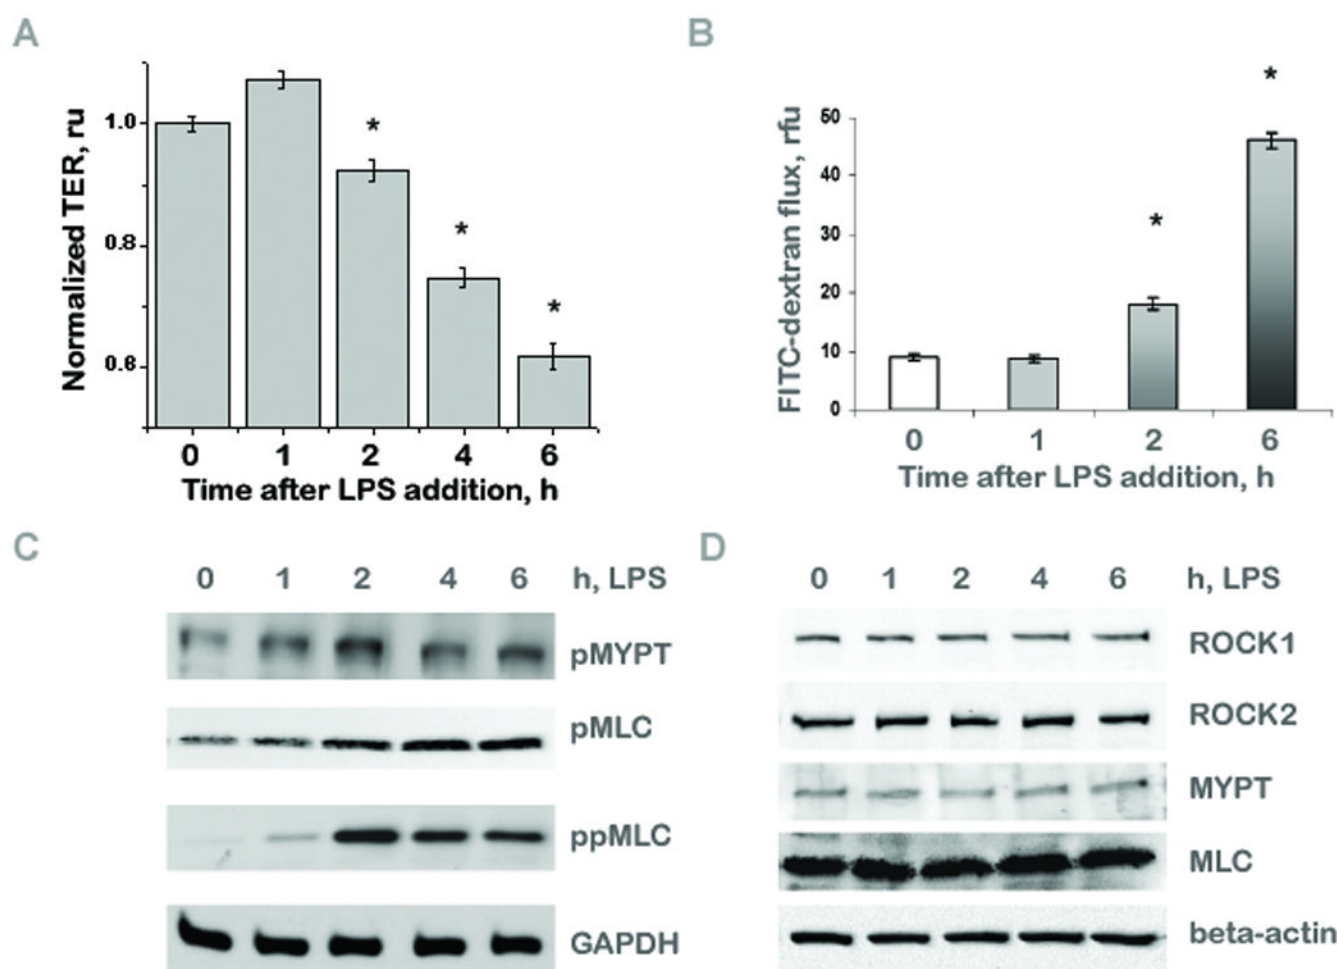 A
Normalized TER, ru
1.0
0.8
0.6
*
*
*
0 1 2 4 6
Time after LPS addition, h
B
FITC-dextran flux, rfu
50
40
30
20
10
0
*
*
0 1 2 6
Time after LPS addition, h
C
0 1 2 4 6 h, LPS
pMYPT
pMLC
ppMLC
GAPDH
D
0 1 2 4 6 h, LPS
ROCK1
ROCK2
MYPT
MLC
beta-actin